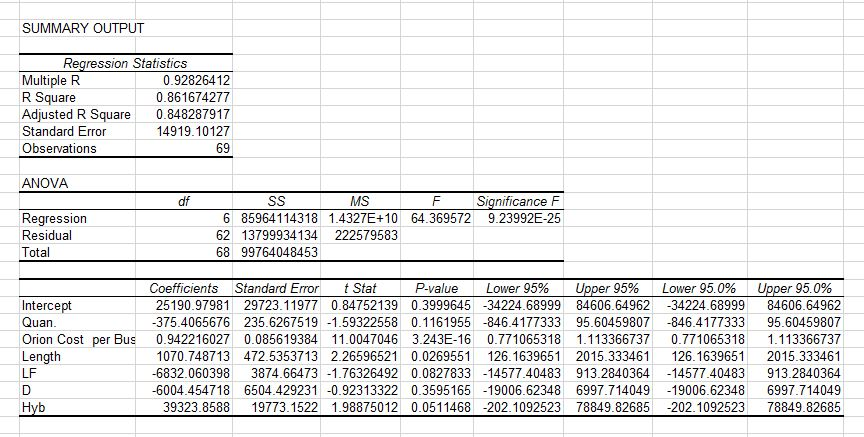 SUMMARY OUTPUT
Regression Statistics
Multiple R 0.92826412
R Square 0.861674277
Adjusted R Square 0.848287917
Standard Error 14919.10127
Observations 69
ANOVA
df SS MS F Significance F
Regression 6 85964114318 1.4327E+10 64.369572 9.23992E-25
Residual 62 13799934134 222579583
Total 68 99764048453
Coefficients Standard Error t Stat P-value Lower 95% Upper 95% Lower 95.0% Upper 95.0%
Intercept 25190.97981 29723.11977 0.84752139 0.3999645 -34224.68999 84606.64962 -34224.68999 84606.64962
Quan. -375.4065676 235.6267519 -1.59322558 0.1161955 -846.4177333 95.60459807 -846.4177333 95.60459807
Orion Cost per Bus 0.942216027 0.085619384 11.0047046 3.243E-16 0.771065318 1.113366737 0.771065318 1.113366737
Length 1070.748713 472.5353713 2.26596521 0.0269551 126.1639651 2015.333461 126.1639651 2015.333461
LF -6832.060398 3874.66473 -1.76326492 0.0827833 -14577.40483 913.2840364 -14577.40483 913.2840364
D -6004.454718 6504.429231 -0.92313322 0.3595165 -19006.62348 6997.714049 -19006.62348 6997.714049
Hyb 39323.8588 19773.1522 1.98875012 0.0511468 -202.1092523 78849.82685 -202.1092523 78849.82685